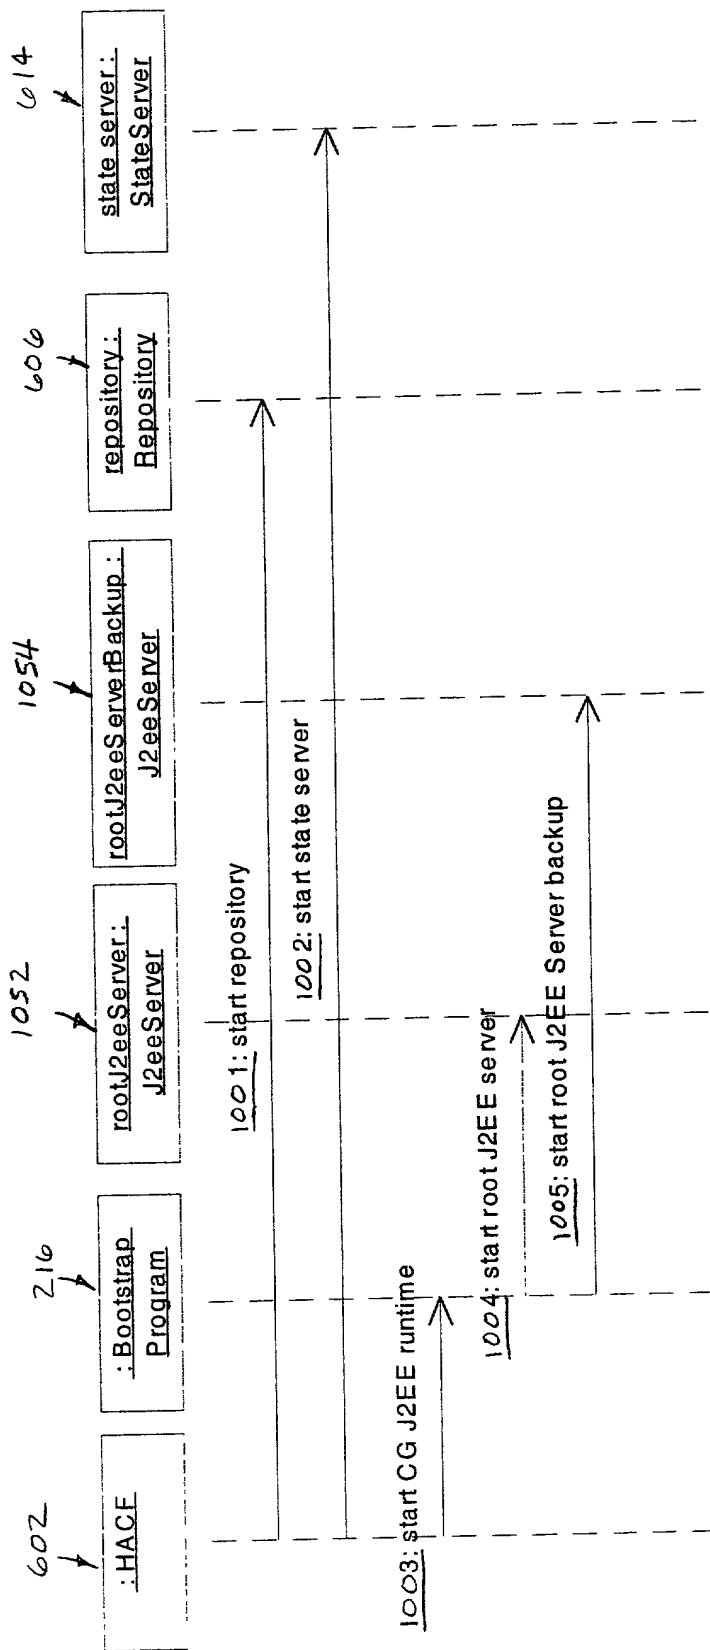 602
: HACF
216
: Bootstrap
Program
1052
rootJ2eeServer:
J2eeServer
1054
rootJ2eeServerBackup :
J2eeServer
606
repository :
Repository
614
state server :
StateServer
1001: start repository
1002: start state server
1003: start CG J2EE runtime
1004: start root J2EE server
1005: start root J2EE Server backup